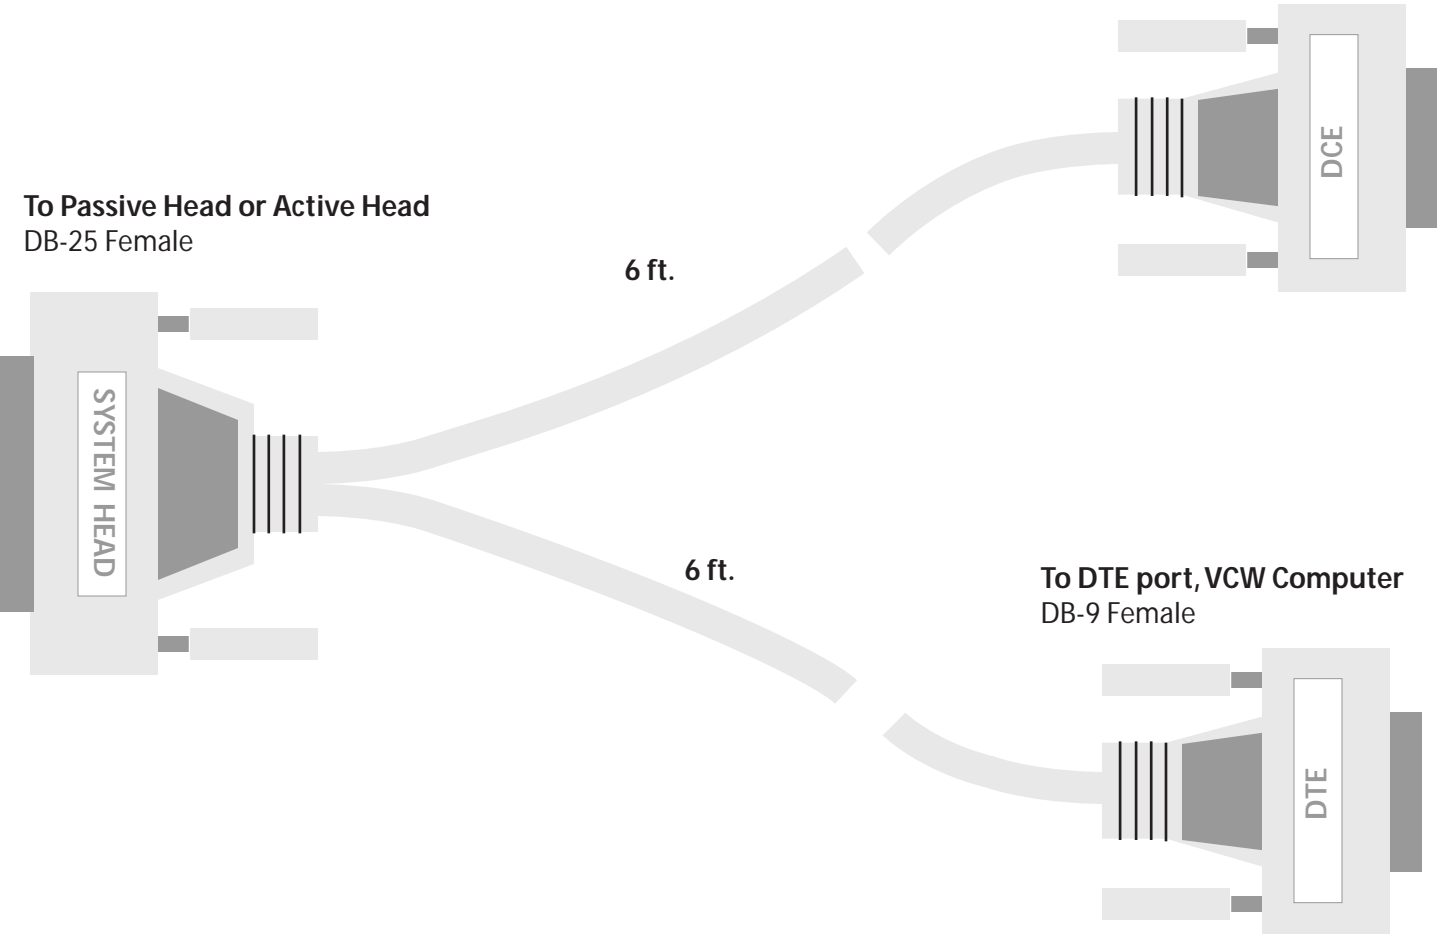 DCE
To Passive Head or Active Head
DB-25 Female
6 ft.
SYSTEM HEAD
6 ft.
To DTE port, VCW Computer
DB-9 Female
DTE